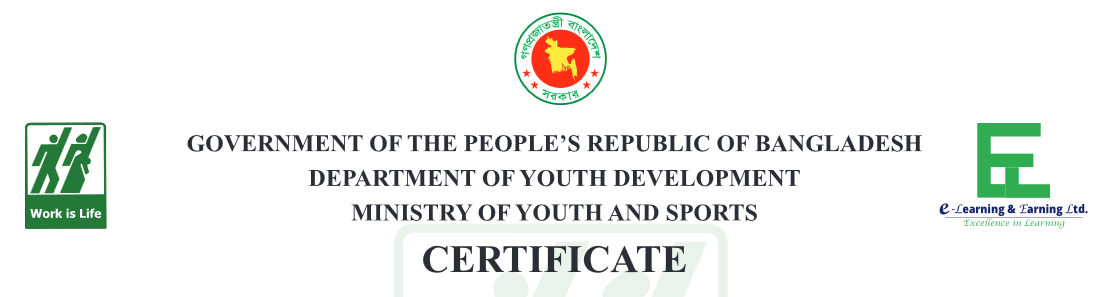 গণপ্রজাতন্ত্রী বাংলাদেশ
সরকার
GOVERNMENT OF THE PEOPLE’S REPUBLIC OF BANGLADESH
DEPARTMENT OF YOUTH DEVELOPMENT
MINISTRY OF YOUTH AND SPORTS
CERTIFICATE
Work is Life
EL
e-Learning & Earning Ltd.
Excellence in Learning